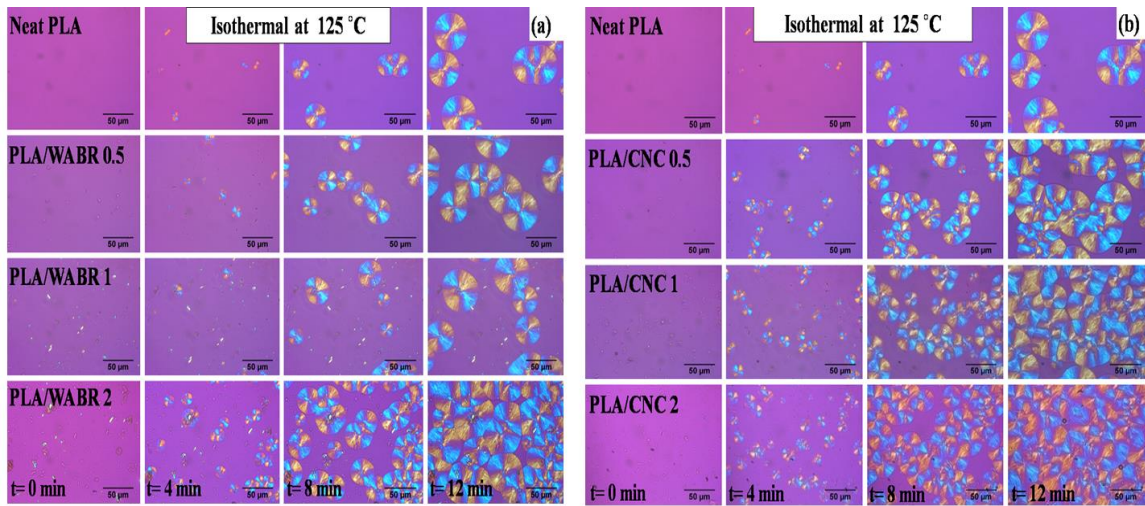 Neat PLA
Isothermal at 125 °C
(a)
50 µm
50 µm
50 µm
50 µm
PLA/WABR 0.5
50 µm
50 µm
50 µm
50 µm
PLA/WABR 1
50 µm
50 µm
50 µm
50 µm
PLA/WABR 2
t= 0 min
50 µm
t= 4 min
50 µm
t= 8 min
50 µm
t= 12 min
50 µm
Neat PLA
Isothermal at 125 °C
(b)
50 µm
50 µm
50 µm
50 µm
PLA/CNC 0.5
50 µm
50 µm
50 µm
50 µm
PLA/CNC 1
50 µm
50 µm
50 µm
50 µm
PLA/CNC 2
t= 0 min
50 µm
t= 4 min
50 µm
t= 8 min
50 µm
t= 12 min
50 µm